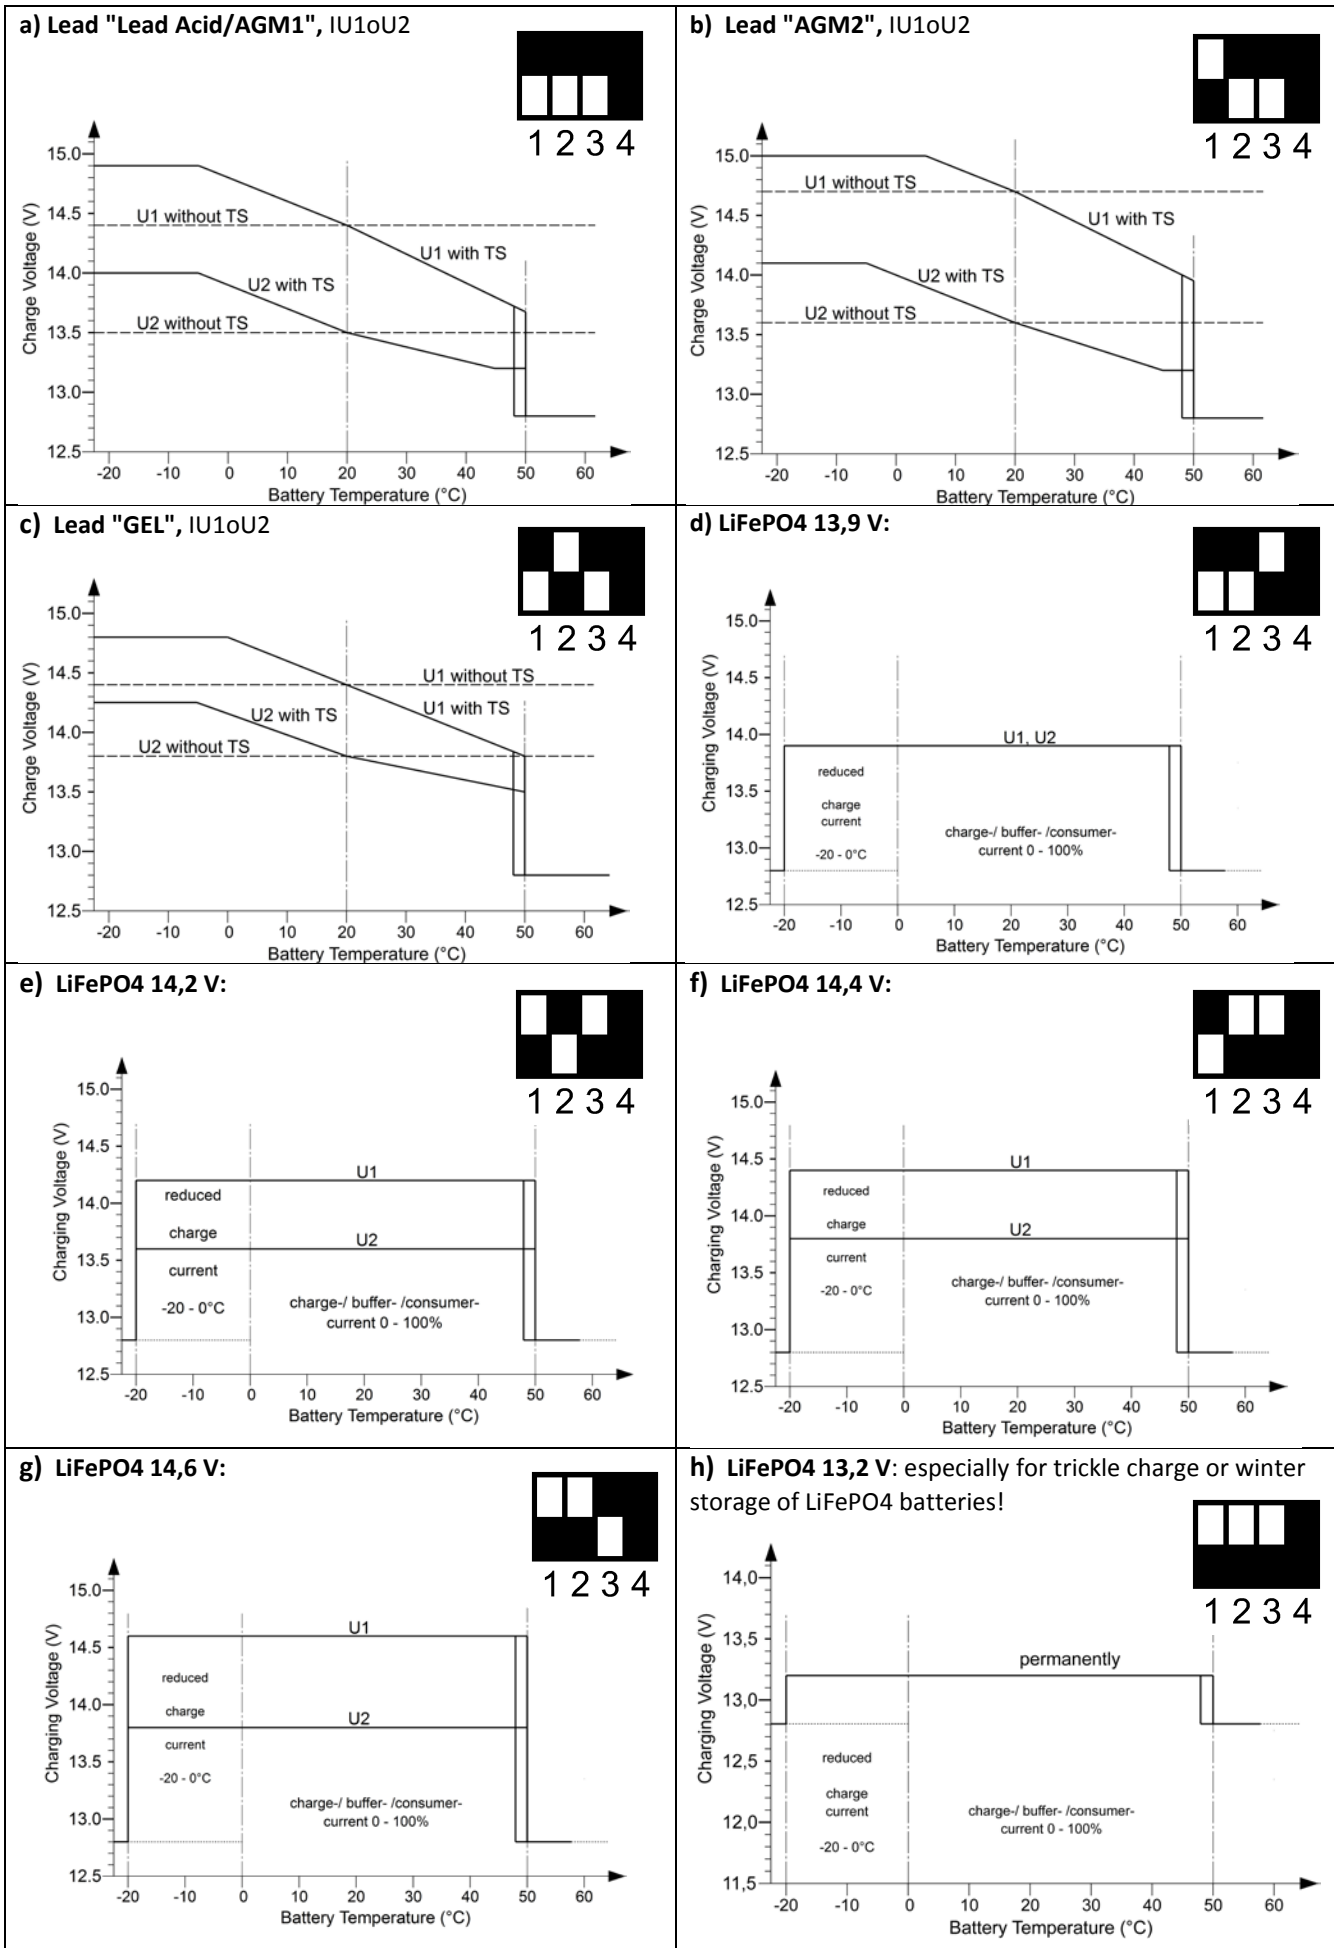 a) Lead "Lead Acid/AGM1", IU1oU2
1 2 3 4
15.0
14.5
14.0
13.5
13.0
12.5
Charge Voltage (V)
U1 without TS
U1 with TS
U2 with TS
U2 without TS
-20 -10 0 10 20 30 40 50 60
Battery Temperature (°C)
b) Lead "AGM2", IU1oU2
1 2 3 4
15.0
14.5
14.0
13.5
13.0
12.5
Charge Voltage (V)
U1 without TS
U1 with TS
U2 with TS
U2 without TS
-20 -10 0 10 20 30 40 50 60
Battery Temperature (°C)
c) Lead "GEL", IU1oU2
1 2 3 4
15.0
14.5
14.0
13.5
13.0
12.5
Charge Voltage (V)
U1 without TS
U1 with TS
U2 with TS
U2 without TS
-20 -10 0 10 20 30 40 50 60
Battery Temperature (°C)
d) LiFePO4 13,9 V:
1 2 3 4
15.0
14.5
14.0
13.5
13.0
12.5
Charging Voltage (V)
U1, U2
reduced
charge
current
-20 - 0°C
charge-/ buffer- /consumer-
current 0 - 100%
-20 -10 0 10 20 30 40 50 60
Battery Temperature (°C)
e) LiFePO4 14,2 V:
1 2 3 4
15.0
14.5
14.0
13.5
13.0
12.5
Charging Voltage (V)
U1
reduced
charge
U2
current
-20 - 0°C
charge-/ buffer- /consumer-
current 0 - 100%
-20 -10 0 10 20 30 40 50 60
Battery Temperature (°C)
f) LiFePO4 14,4 V:
1 2 3 4
15.0
14.5
14.0
13.5
13.0
12.5
Charging Voltage (V)
U1
reduced
charge
U2
current
-20 - 0°C
charge-/ buffer- /consumer-
current 0 - 100%
-20 -10 0 10 20 30 40 50 60
Battery Temperature (°C)
g) LiFePO4 14,6 V:
1 2 3 4
15.0
14.5
14.0
13.5
13.0
12.5
Charging Voltage (V)
U1
reduced
charge
U2
current
-20 - 0°C
charge-/ buffer- /consumer-
current 0 - 100%
-20 -10 0 10 20 30 40 50 60
Battery Temperature (°C)
h) LiFePO4 13,2 V: especially for trickle charge or winter
storage of LiFePO4 batteries!
1 2 3 4
14,0
13,5
13,0
12,5
12,0
11,5
Charging Voltage (V)
permanently
reduced
charge
current
-20 - 0°C
charge-/ buffer- /consumer-
current 0 - 100%
-20 -10 0 10 20 30 40 50 60
Battery Temperature (°C)